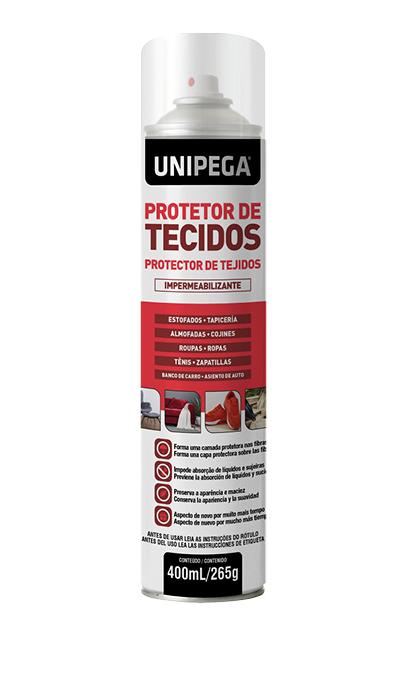 UNIPEGA
PROTETOR DE
TECIDOS
PROTECTOR DE TEJIDOS
IMPERMEABILIZANTE
ESTOFADOS • TAPICERÍA
ALMOFADAS • COJINES
ROUPAS • ROPAS
TÊNIS • ZAPATILLAS
BANCO DE CARRO • ASIENTO DE AUTO
Forma uma camada protetora nas fibras
Forma una capa protectora sobre las
Impede absorção de líquidos e sujeiras
Previene la absorción de líquidos y
Preserva a aparência e maciez
Conserva la apariencia y la suavidad
Aspecto de novo por muito mais tempo
Aspecto de nuevo por mucho más
ANTES DE USAR LEIA AS INSTRUÇÕES DO RÓTULO
ANTES DEL USO LEA LAS INSTRUCCIONES DE ETIQUETA
CONTEÚDO / CONTENIDO
400mL/265g